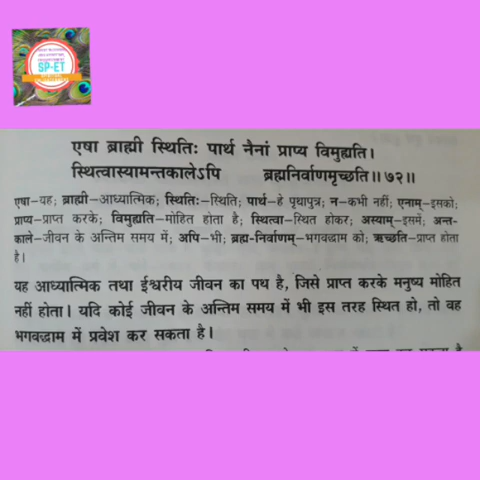 SP-ET
एषा ब्राह्मी स्थितिः पार्थ नैनां प्राप्य विमुह्यति।
स्थित्वास्यामन्तकालेऽपि ब्रह्मनिर्वाणमृच्छति॥७२॥
एषा–यह; ब्राह्मी–आध्यात्मिक; स्थितिः–स्थिति; पार्थ–हे पृथापुत्र; न–कभी नहीं; एनाम्–इसको;
प्राप्य–प्राप्त करके; विमुह्यति–मोहित होता है; स्थित्वा–स्थित होकर; अस्याम्–इसमें; अन्त-
काले–जीवन के अन्तिम समय में; अपि–भी; ब्रह्म-निर्वाणम्–भगवद्धाम को; ऋच्छति–प्राप्त होता
है।
यह आध्यात्मिक तथा ईश्वरीय जीवन का पथ है, जिसे प्राप्त करके मनुष्य मोहित
नहीं होता। यदि कोई जीवन के अन्तिम समय में भी इस तरह स्थित हो, तो वह
भगवद्धाम में प्रवेश कर सकता है।